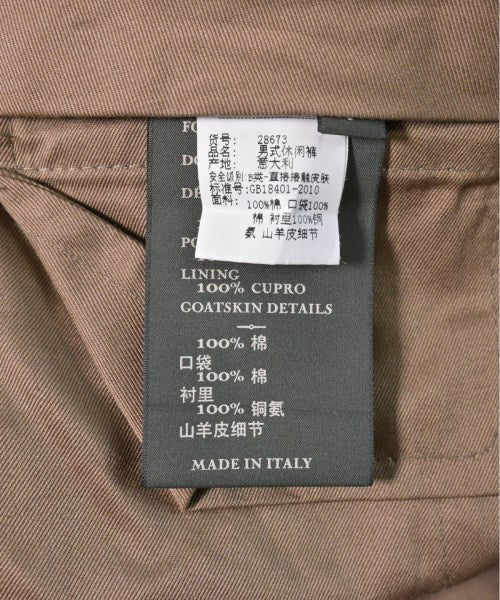 货号: 28673
品名: 男式休闲裤
产地: 意大利
安全级别:B类-直接接触皮肤
标准号:GB18401-2010
面料: 100%棉 口袋100%
棉 衬里100%铜
氨 山羊皮细节
FO
DO
DE
PO
LINING
100% CUPRO
GOATSKIN DETAILS
100% 棉
口袋
100% 棉
衬里
100% 铜氨
山羊皮细节
MADE IN ITALY